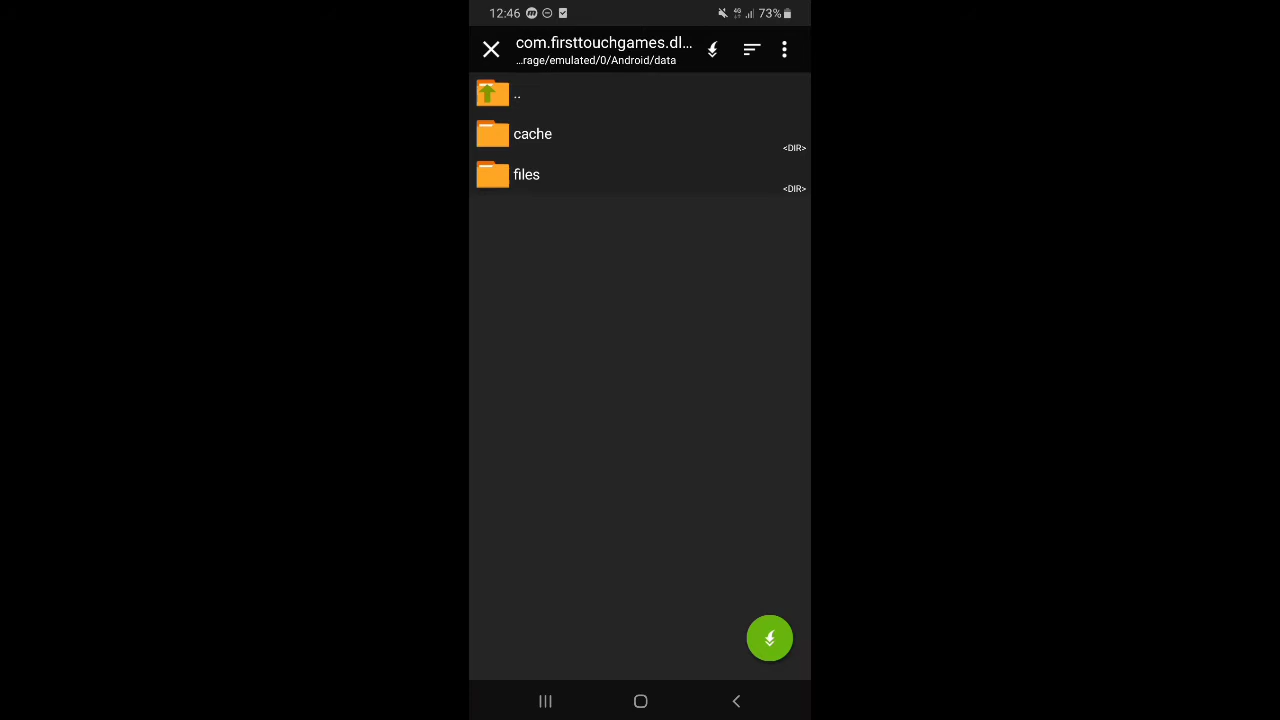 12:46 73%
com.firsttouchgames.dl...
...rage/emulated/0/Android/data
..
cache
<DIR>
files
<DIR>